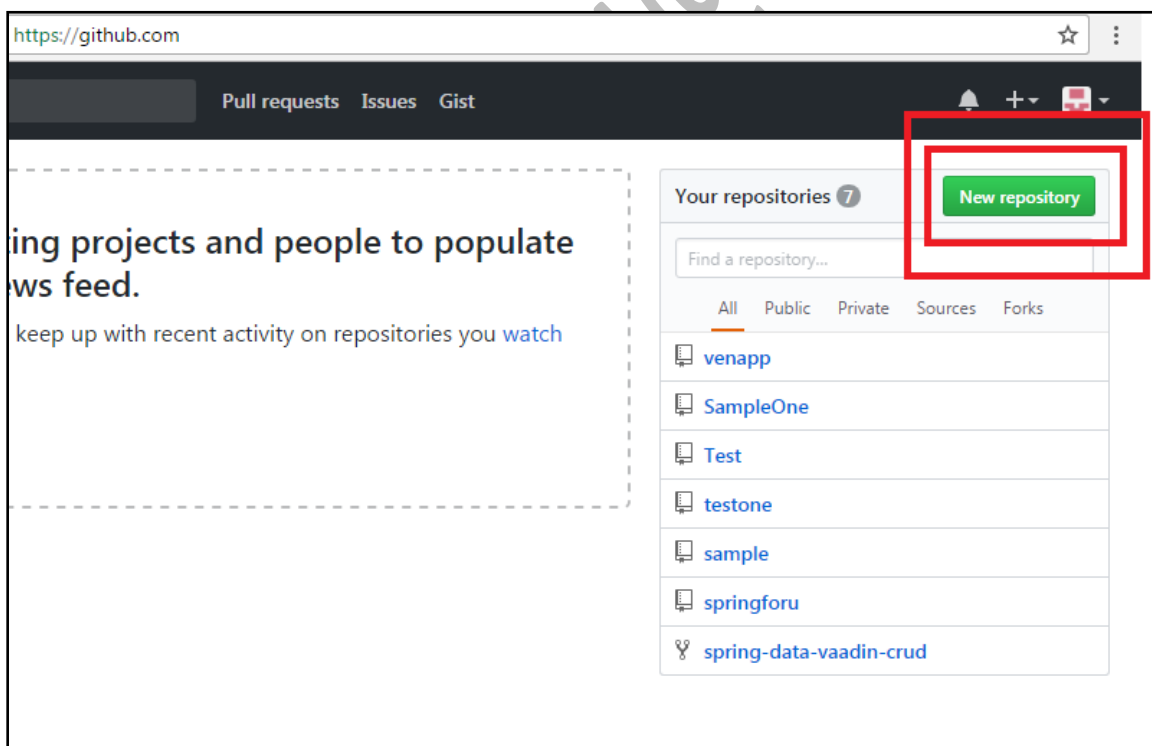 https://github.com
Pull requests Issues Gist
ing projects and people to populate
ws feed.
keep up with recent activity on repositories you watch
Your repositories 7
New repository
Find a repository...
All Public Private Sources Forks
venapp
SampleOne
Test
testone
sample
springforu
spring-data-vaadin-crud